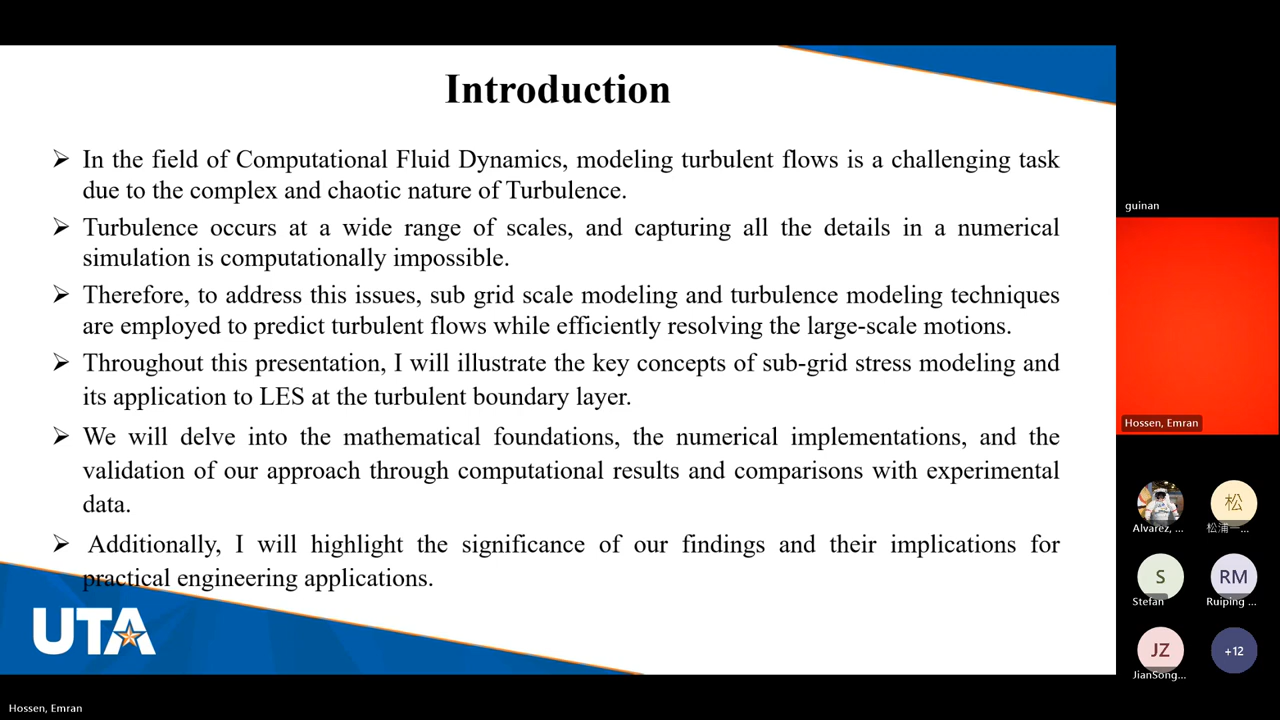 Introduction
➢ In the field of Computational Fluid Dynamics, modeling turbulent flows is a challenging task
due to the complex and chaotic nature of Turbulence.
➢ Turbulence occurs at a wide range of scales, and capturing all the details in a numerical
simulation is computationally impossible.
➢ Therefore, to address this issues, sub grid scale modeling and turbulence modeling techniques
are employed to predict turbulent flows while efficiently resolving the large-scale motions.
➢ Throughout this presentation, I will illustrate the key concepts of sub-grid stress modeling and
its application to LES at the turbulent boundary layer.
➢ We will delve into the mathematical foundations, the numerical implementations, and the
validation of our approach through computational results and comparisons with experimental
data.
➢ Additionally, I will highlight the significance of our findings and their implications for
practical engineering applications.
UTA
guinan
Hossen, Emran
Alvarez, ...
松
松浦一...
S
Stefan
RM
Ruiping ...
JZ
JianSong...
+12
Hossen, Emran